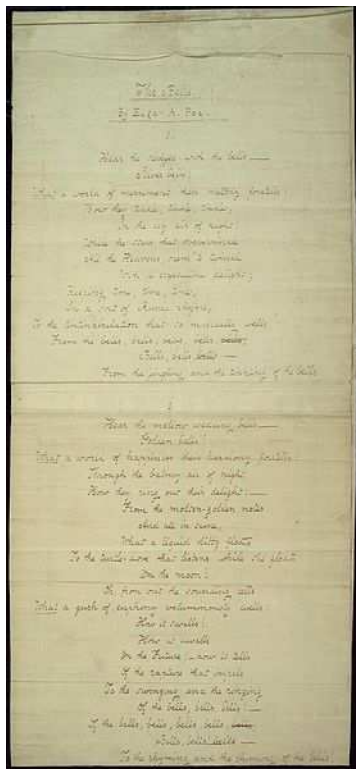 The Bells.
By Edgar A. Poe.
1.
Hear the sledges with the bells —
Silver bells!
What a world of merriment their melody foretells!
How they tinkle, tinkle, tinkle,
In the icy air of night!
While the stars that
All the Heavens seem to twinkle
With a crystalline delight;
Keeping time, time, time,
In a sort of Runic rhyme,
To the tintinabulation that so musically wells
From the bells, bells, bells, bells
Bells, bells, bells —
From the jingling and the tinkling of the bells.
2.
Hear the mellow wedding bells —
Golden bells!
What a world of happiness their harmony foretells!
Through the balmy air of night
How they ring out their delight! —
From the molten-golden notes
And all in tune,
What a liquid ditty floats
To the turtle-dove that listens while she gloats
On the moon!
Oh, from out the sounding cells
What a gush of euphony voluminously wells!
How it swells!
How it dwells
On the Future! — how it tells
Of the rapture that impels
To the swinging and the ringing
Of the bells, bells, bells! —
Of the bells, bells, bells, bells
Bells, bells, bells —
To the rhyming and the chiming of the bells!